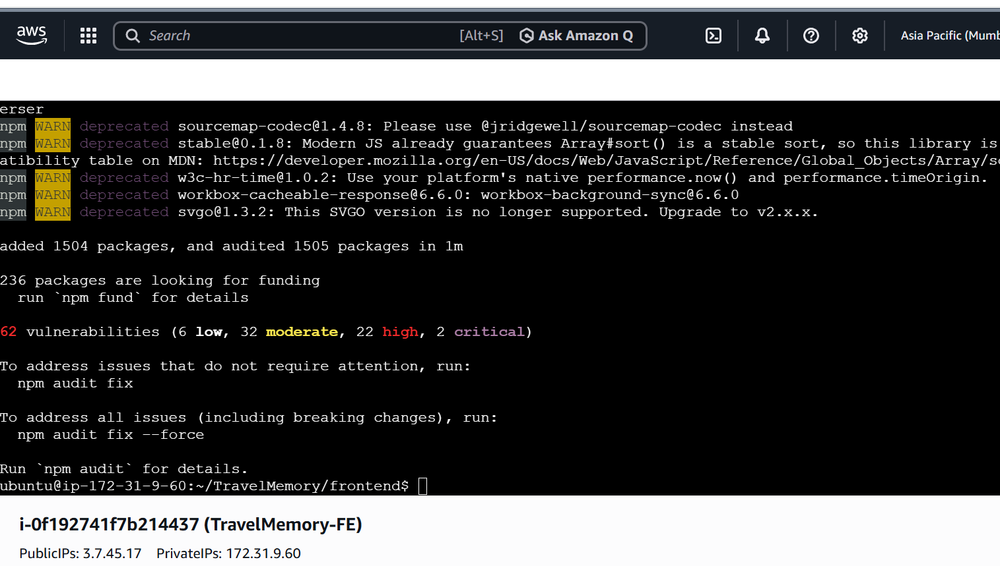 aws
Search [Alt+S] Ask Amazon Q
Asia Pacific (Mumb
erser
npm WARN deprecated sourcemap-codec@1.4.8: Please use @jridgewell/sourcemap-codec instead
npm WARN deprecated stable@0.1.8: Modern JS already guarantees Array#sort() is a stable sort, so this library is
atibility table on MDN: https://developer.mozilla.org/en-US/docs/Web/JavaScript/Reference/Global_Objects/Array/so
npm WARN deprecated w3c-hr-time@1.0.2: Use your platform's native performance.now() and performance.timeOrigin.
npm WARN deprecated workbox-cacheable-response@6.6.0: workbox-background-sync@6.6.0
npm WARN deprecated svgo@1.3.2: This SVGO version is no longer supported. Upgrade to v2.x.x.
added 1504 packages, and audited 1505 packages in 1m
236 packages are looking for funding
run `npm fund` for details
62 vulnerabilities (6 low, 32 moderate, 22 high, 2 critical)
To address issues that do not require attention, run:
npm audit fix
To address all issues (including breaking changes), run:
npm audit fix --force
Run `npm audit` for details.
ubuntu@ip-172-31-9-60:~/TravelMemory/frontend$
i-0f192741f7b214437 (TravelMemory-FE)
PublicIPs: 3.7.45.17 PrivateIPs: 172.31.9.60